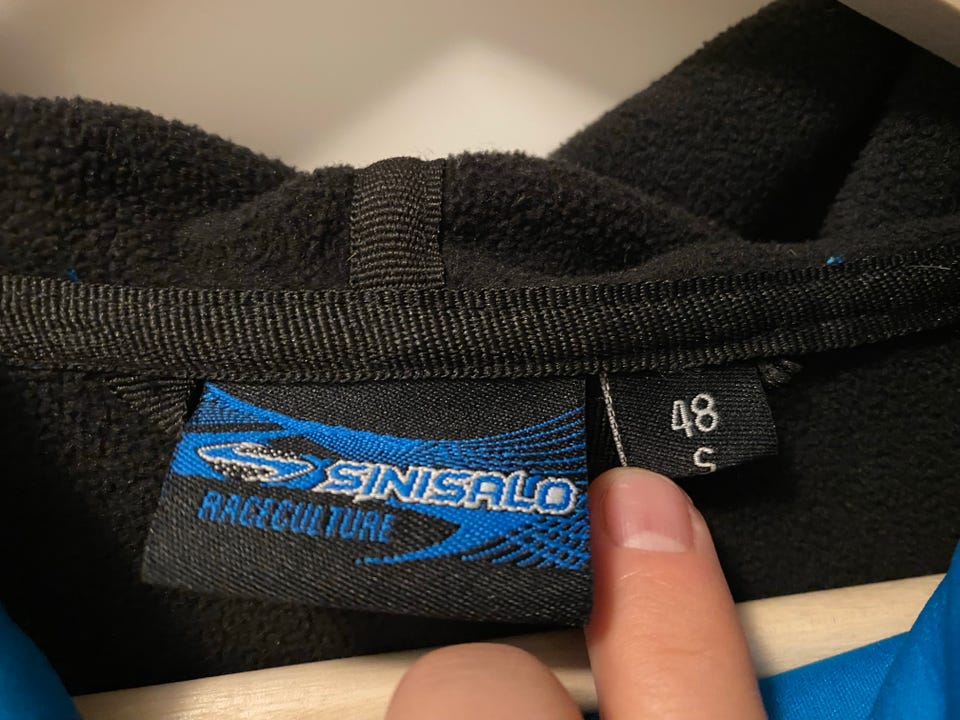 SINISALO
RACECULTURE
48
S